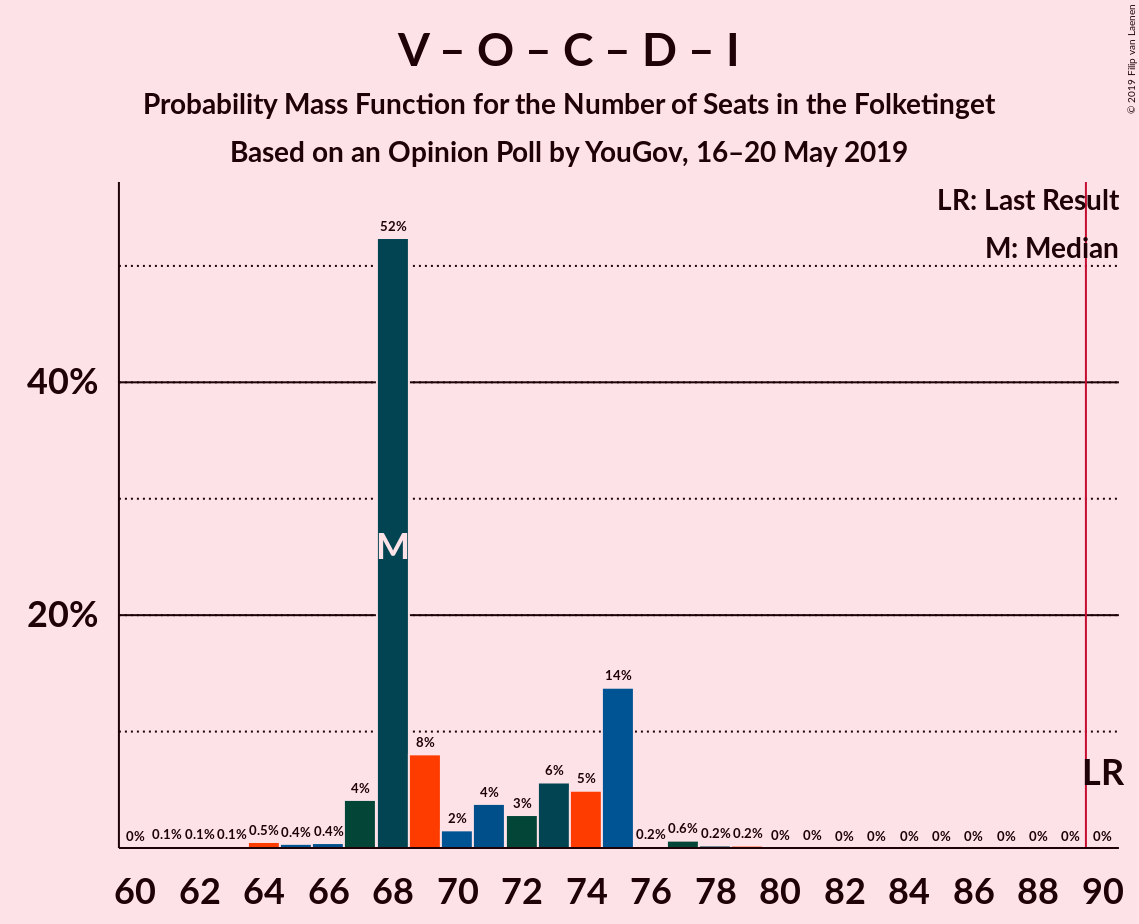 V – O – C – D – I
Probability Mass Function for the Number of Seats in the Folketinget
Based on an Opinion Poll by YouGov, 16–20 May 2019
© 2019 Filip van Laenen
LR: Last Result
M: Median
40%
20%
0% 0.1% 0.1% 0.1% 0.5% 0.4% 0.4% 4% 52% 8% 2% 4% 3% 6% 5% 14% 0.2% 0.6% 0.2% 0.2% 0% 0% 0% 0% 0% 0% 0% 0% 0% 0% 0%
M
LR
60 62 64 66 68 70 72 74 76 78 80 82 84 86 88 90